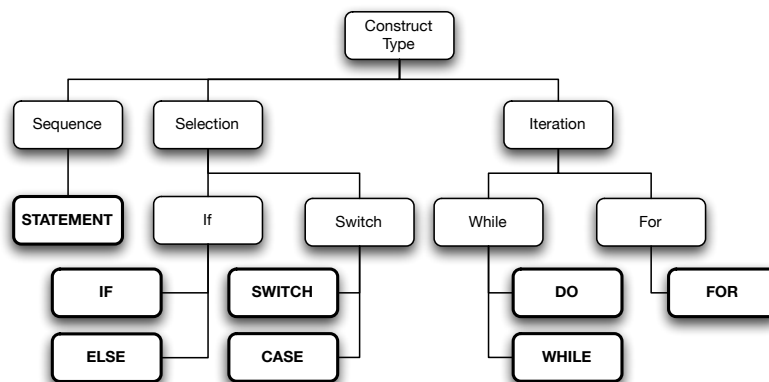 Construct
Type
Sequence
Selection
Iteration
STATEMENT
If
Switch
While
For
IF
SWITCH
DO
FOR
ELSE
CASE
WHILE